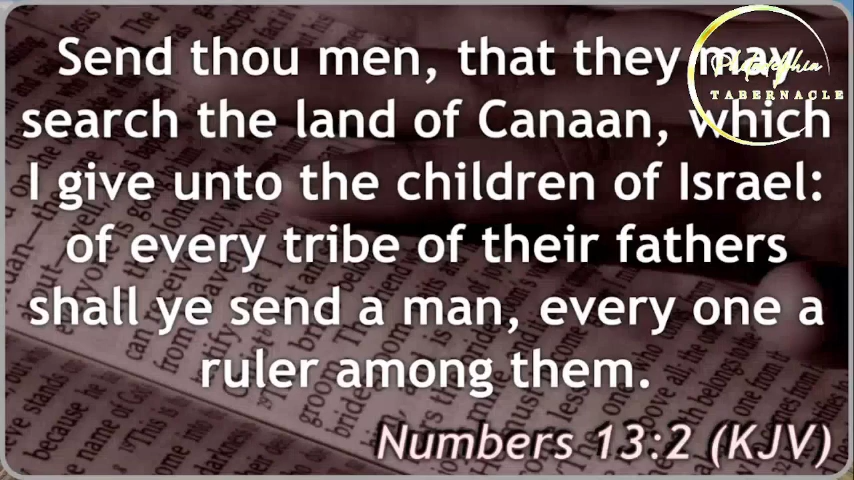 Send thou men, that they may
search the land of Canaan, which
I give unto the children of Israel:
of every tribe of their fathers
shall ye send a man, every one a
ruler among them.
Numbers 13:2 (KJV)
Philadelphia
TABERNACLE